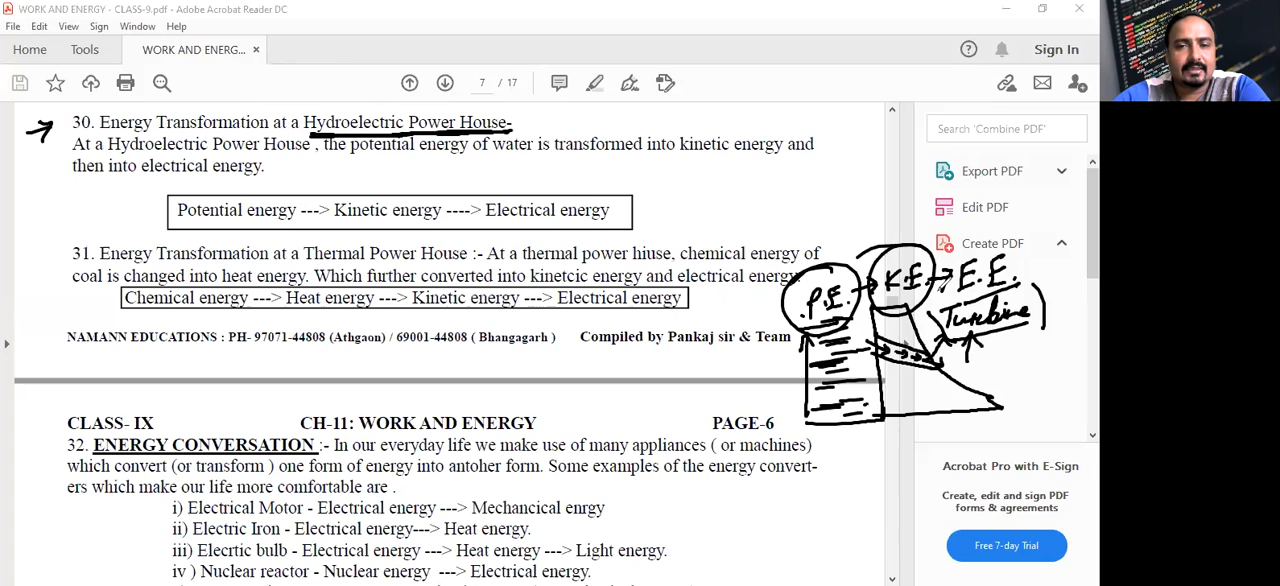 WORK AND ENERGY - CLASS-9.pdf - Adobe Acrobat Reader DC
File Edit View Sign Window Help
Home Tools WORK AND ENERG... × Sign In
7 / 17
30. Energy Transformation at a Hydroelectric Power House-
At a Hydroelectric Power House , the potential energy of water is transformed into kinetic energy and
then into electrical energy.
Potential energy ---> Kinetic energy ----> Electrical energy
31. Energy Transformation at a Thermal Power House :- At a thermal power hiuse, chemical energy of
coal is changed into heat energy. Which further converted into kinetcic energy and electrical energy.
Chemical energy ---> Heat energy ---> Kinetic energy ---> Electrical energy
P.E. → K.E. → E.E.
Turbine
NAMANN EDUCATIONS : PH- 97071-44808 (Athgaon) / 69001-44808 ( Bhangagarh ) Compiled by Pankaj sir & Team
CLASS- IX CH-11: WORK AND ENERGY PAGE-6
32. ENERGY CONVERSATION :- In our everyday life we make use of many appliances ( or machines)
which convert (or transform ) one form of energy into antoher form. Some examples of the energy convert-
ers which make our life more comfortable are .
i) Electrical Motor - Electrical energy ---> Mechancical enrgy
ii) Electric Iron - Electrical energy---> Heat energy.
iii) Elecrtic bulb - Electrical energy ---> Heat energy ---> Light energy.
iv ) Nuclear reactor - Nuclear energy ---> Electrical energy.
Search 'Combine PDF'
Export PDF
Edit PDF
Create PDF
Acrobat Pro with E-Sign
Create, edit and sign PDF
forms & agreements
Free 7-day Trial